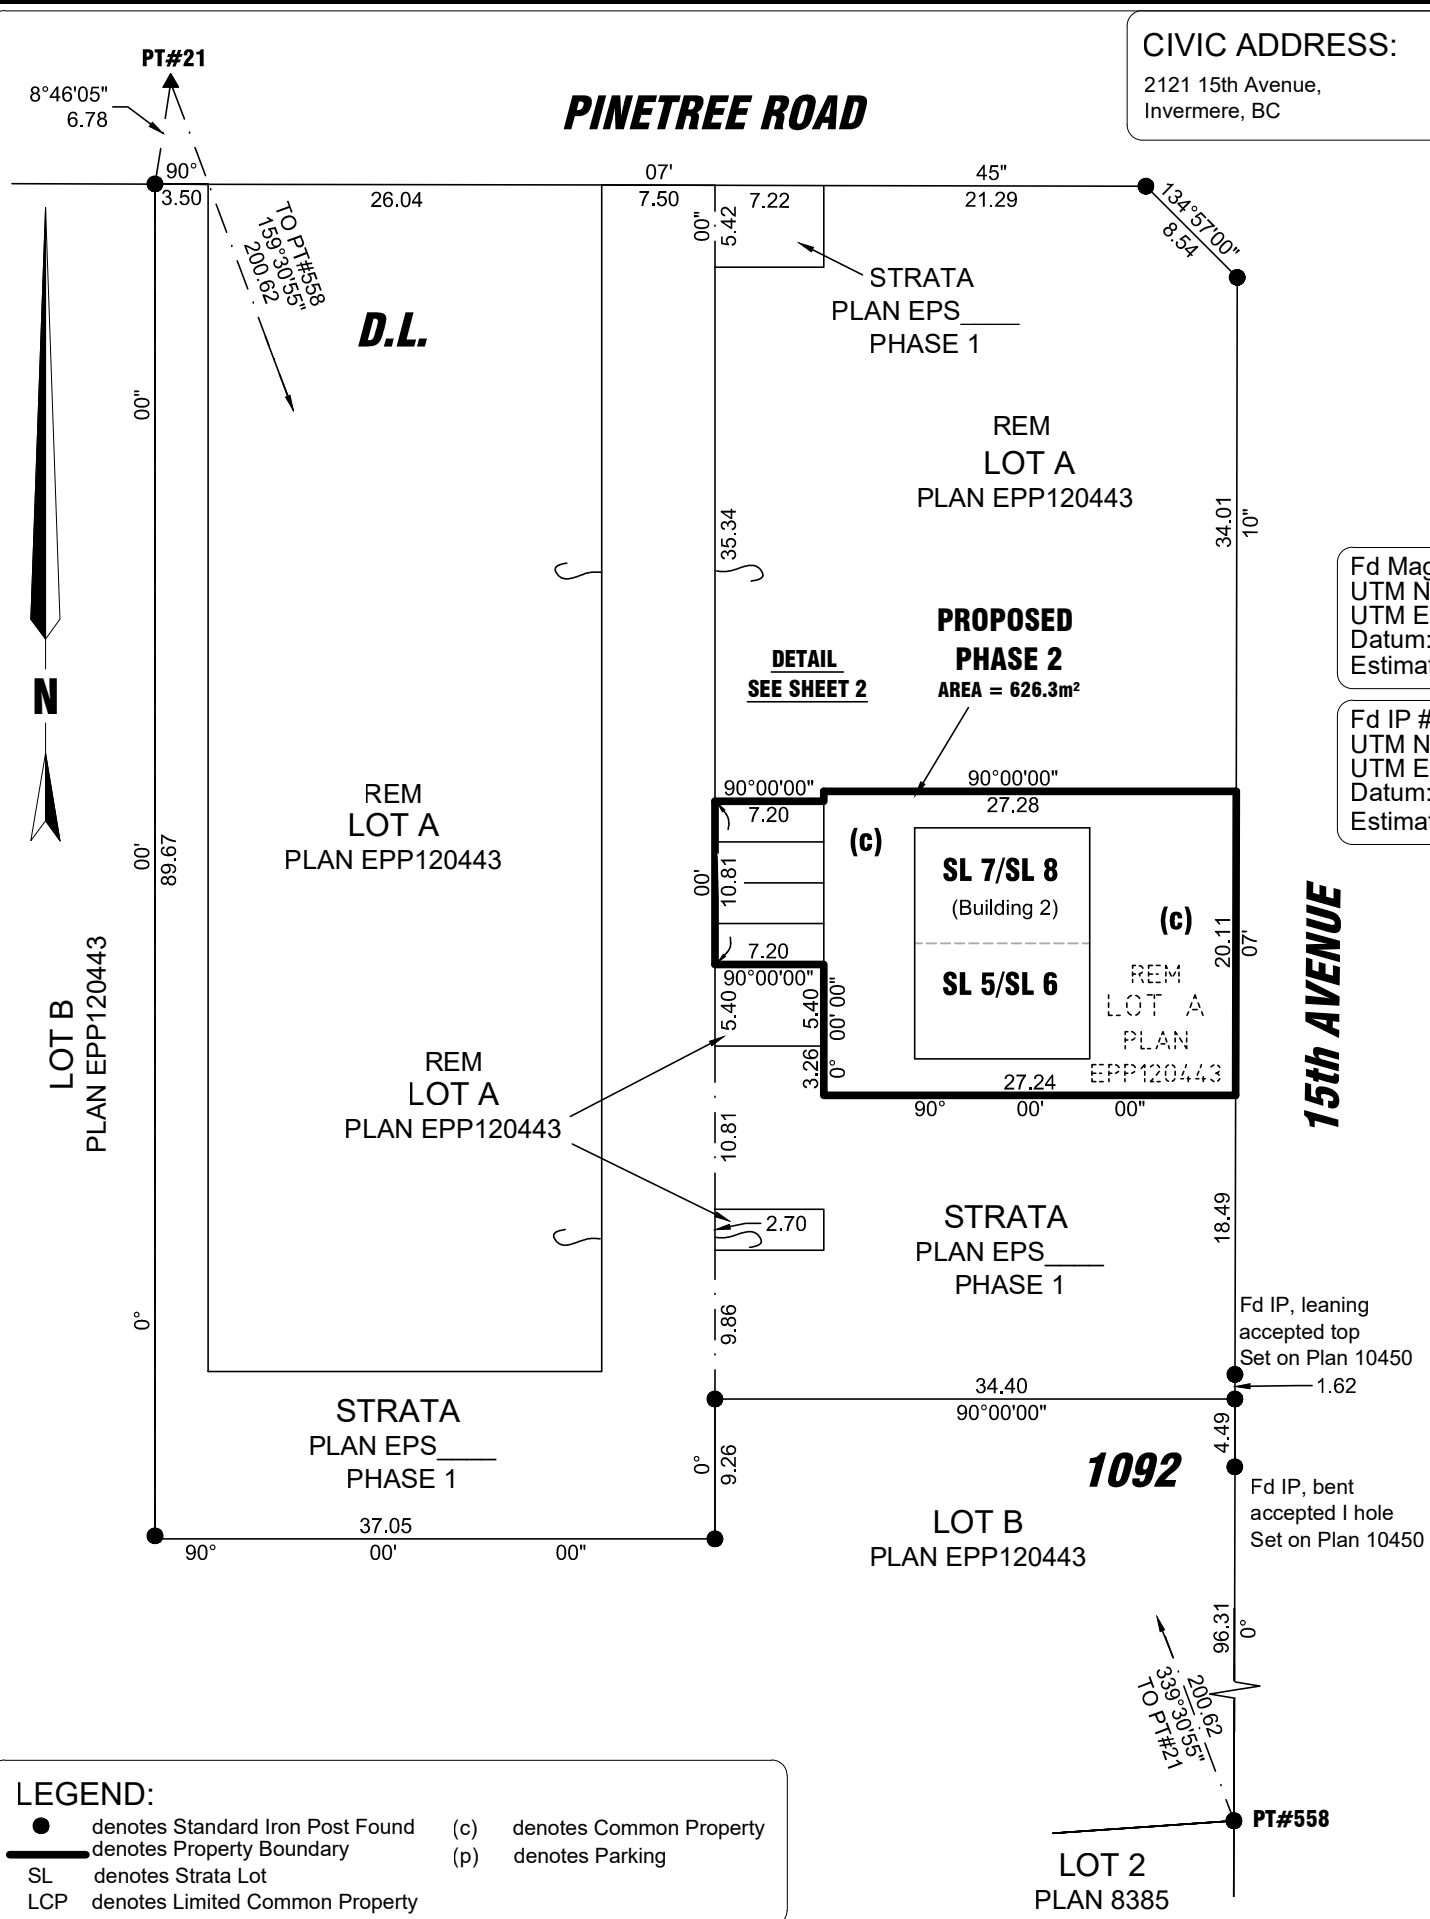 CIVIC ADDRESS:
2121 15th Avenue,
Invermere, BC
PT#21
8°46'05"
6.78
PINETREE ROAD
90°
07'
45"
3.50
26.04
7.50
7.22
21.29
134°57'00"
8.54
TO PT#558
159°30'55"
200.62
00"
5.42
STRATA
PLAN EPS____
PHASE 1
D.L.
00"
REM
LOT A
PLAN EPP120443
34.01
10"
35.34
PROPOSED
PHASE 2
AREA = 626.3m²
DETAIL
SEE SHEET 2
Fd Mag
UTM N
UTM E
Datum:
Estimat
Fd IP #
UTM N
UTM E
Datum:
Estimat
N
90°00'00"
7.20
90°00'00"
27.28
REM
LOT A
PLAN EPP120443
(c)
SL 7/SL 8
(Building 2)
(c)
00'
89.67
00'
10.81
20.11
07'
15th AVENUE
7.20
90°00'00"
SL 5/SL 6
REM
LOT A
PLAN
EPP120443
LOT B
PLAN EPP120443
5.40
5.40
0° 00' 00"
3.26
REM
LOT A
PLAN EPP120443
27.24
90°
00'
00"
10.81
2.70
STRATA
PLAN EPS____
PHASE 1
18.49
0°
9.86
Fd IP, leaning
accepted top
Set on Plan 10450
1.62
34.40
90°00'00"
STRATA
PLAN EPS____
PHASE 1
0°
9.26
4.49
1092
Fd IP, bent
accepted I hole
Set on Plan 10450
37.05
90°
00'
00"
LOT B
PLAN EPP120443
96.31
0°
200.62
339°30'55"
TO PT#21
PT#558
LOT 2
PLAN 8385
LEGEND:
denotes Standard Iron Post Found
denotes Property Boundary
SL denotes Strata Lot
LCP denotes Limited Common Property
(c) denotes Common Property
(p) denotes Parking